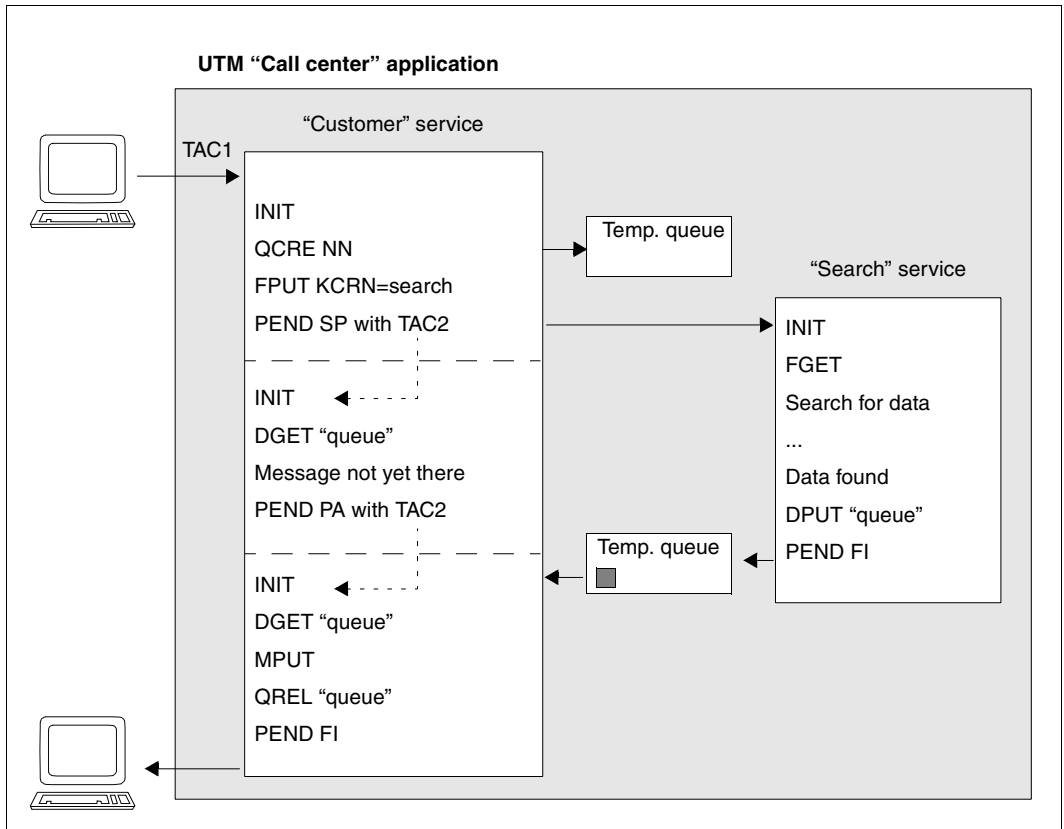 UTM “Call center” application
“Customer” service
TAC1
INIT
QCRE NN
FPUT KCRN=search
PEND SP with TAC2
INIT
DGET “queue”
Message not yet there
PEND PA with TAC2
INIT
DGET “queue”
MPUT
QREL “queue”
PEND FI
Temp. queue
“Search” service
INIT
FGET
Search for data
...
Data found
DPUT “queue”
PEND FI
Temp. queue